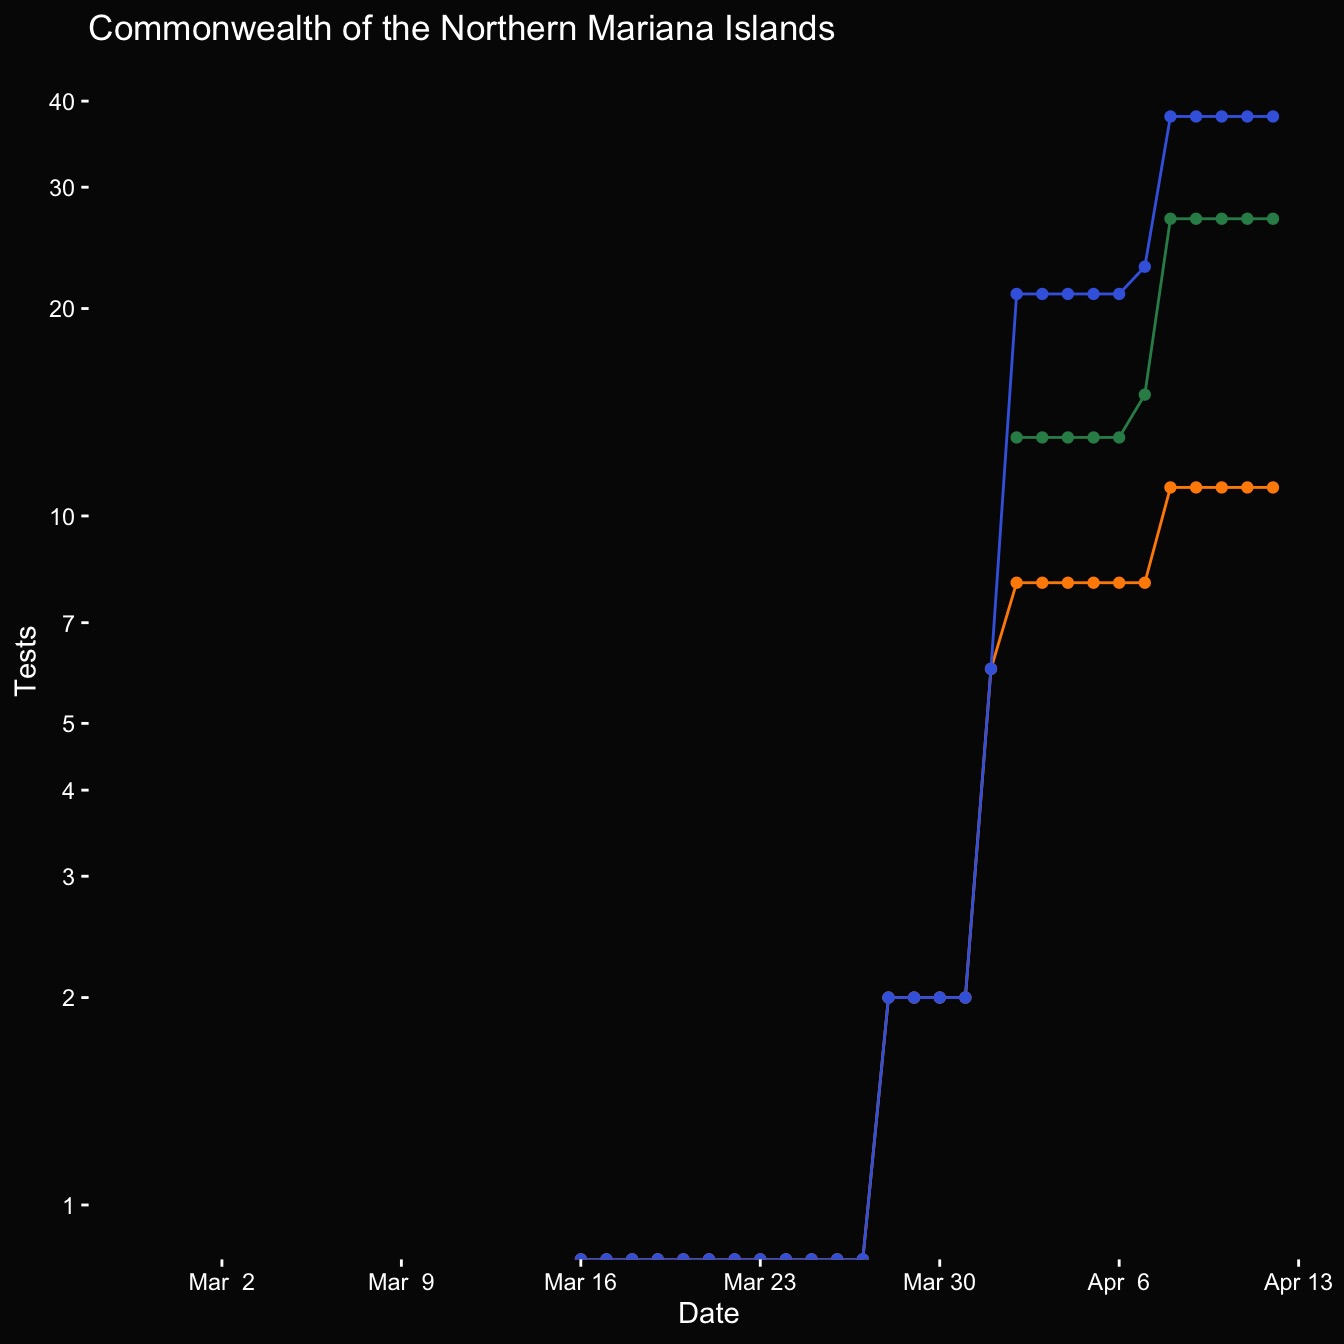 Commonwealth of the Northern Mariana Islands
40
30
20
10
7
5
4
3
2
1
Tests
Mar 2
Mar 9
Mar 16
Mar 23
Mar 30
Apr 6
Apr 13
Date